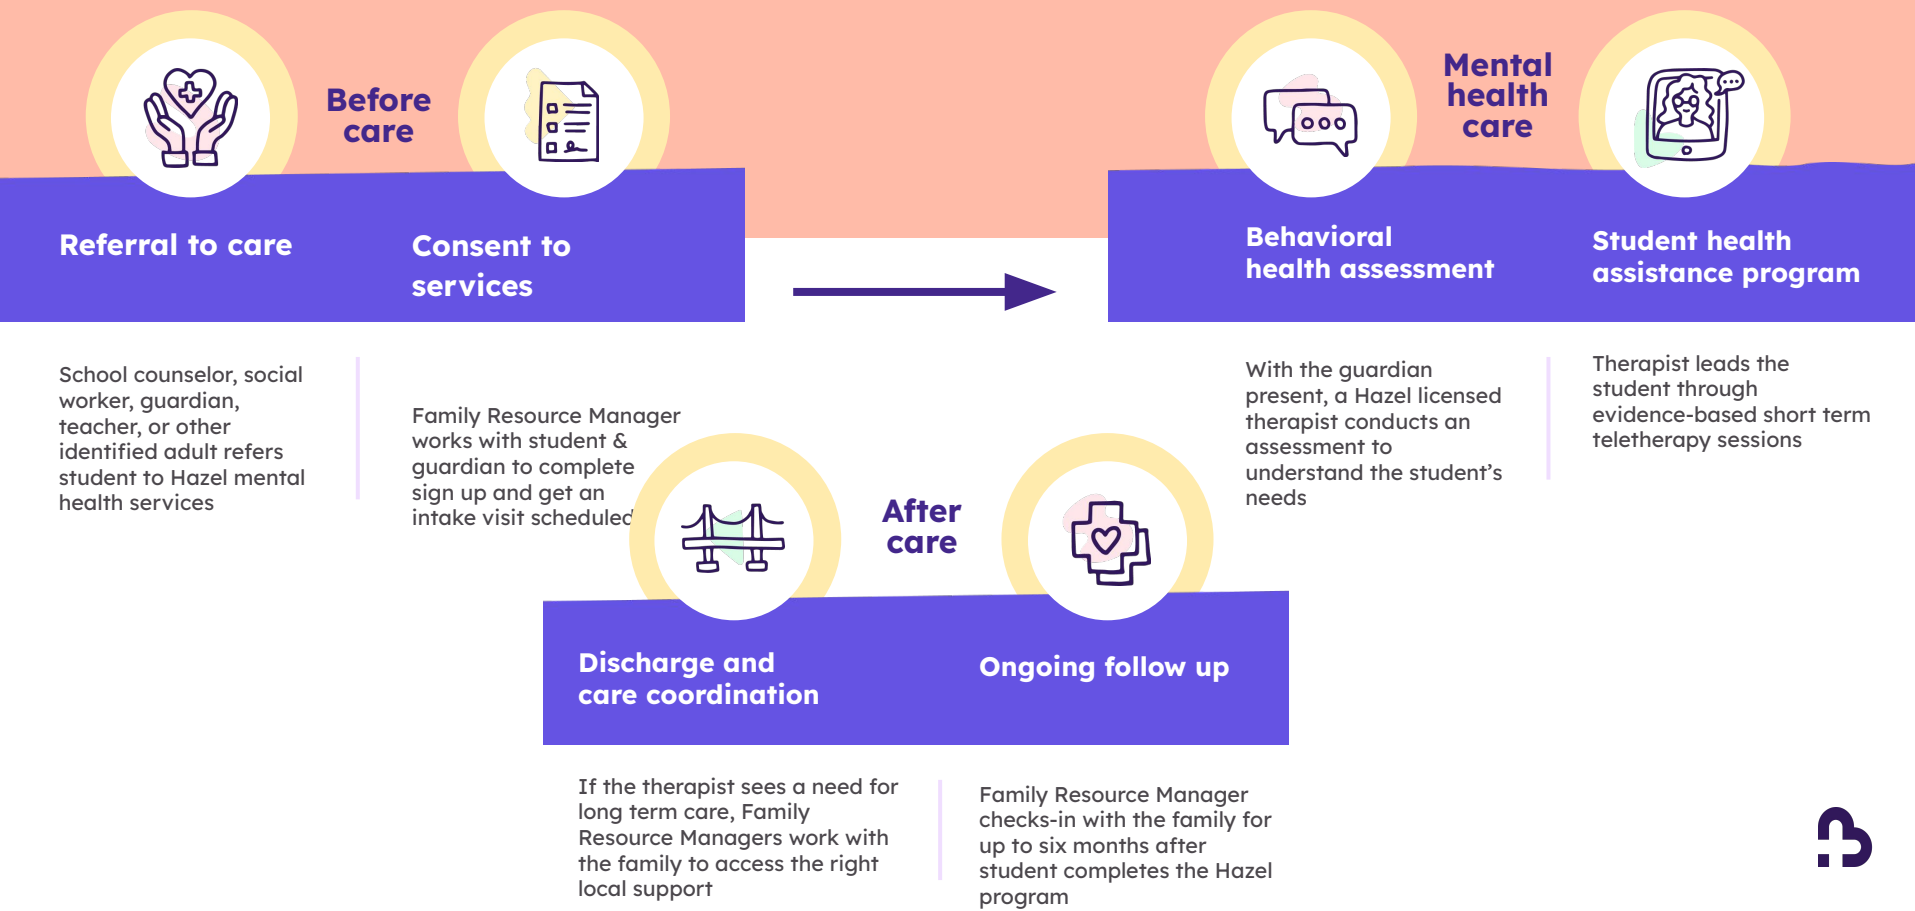 Before
care
Referral to care
School counselor, social
worker, guardian,
teacher, or other
identified adult refers
student to Hazel mental
health services
Consent to
services
Family Resource Manager
works with student &
guardian to complete
sign up and get an
intake visit scheduled
Mental
health
care
Behavioral
health assessment
With the guardian
present, a Hazel licensed
therapist conducts an
assessment to
understand the student’s
needs
Student health
assistance program
Therapist leads the
student through
evidence-based short term
teletherapy sessions
After
care
Discharge and
care coordination
If the therapist sees a need for
long term care, Family
Resource Managers work with
the family to access the right
local support
Ongoing follow up
Family Resource Manager
checks-in with the family for
up to six months after
student completes the Hazel
program